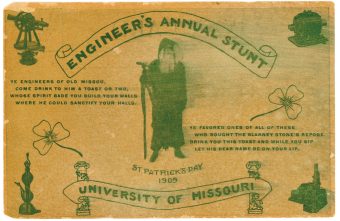 ENGINEER'S ANNUAL STUNT
YE ENGINEERS OF OLD MISSOU,
COME DRINK TO HIM A TOAST OR TWO,
WHOSE SPIRIT BADE YOU BUILD YOUR WALLS
WHERE HE COULD SANCTIFY YOUR HALLS.
YE FAVORED ONES OF ALL OF THESE,
WHO SOUGHT THE BLARNEY STONE'S REPOSE,
BRING YOU THIS TOAST AND WHILE YOU SIP
LET HIS DEAR NAME BE ON YOUR LIP.
ST. PATRICK'S DAY.
1909
UNIVERSITY OF MISSOURI